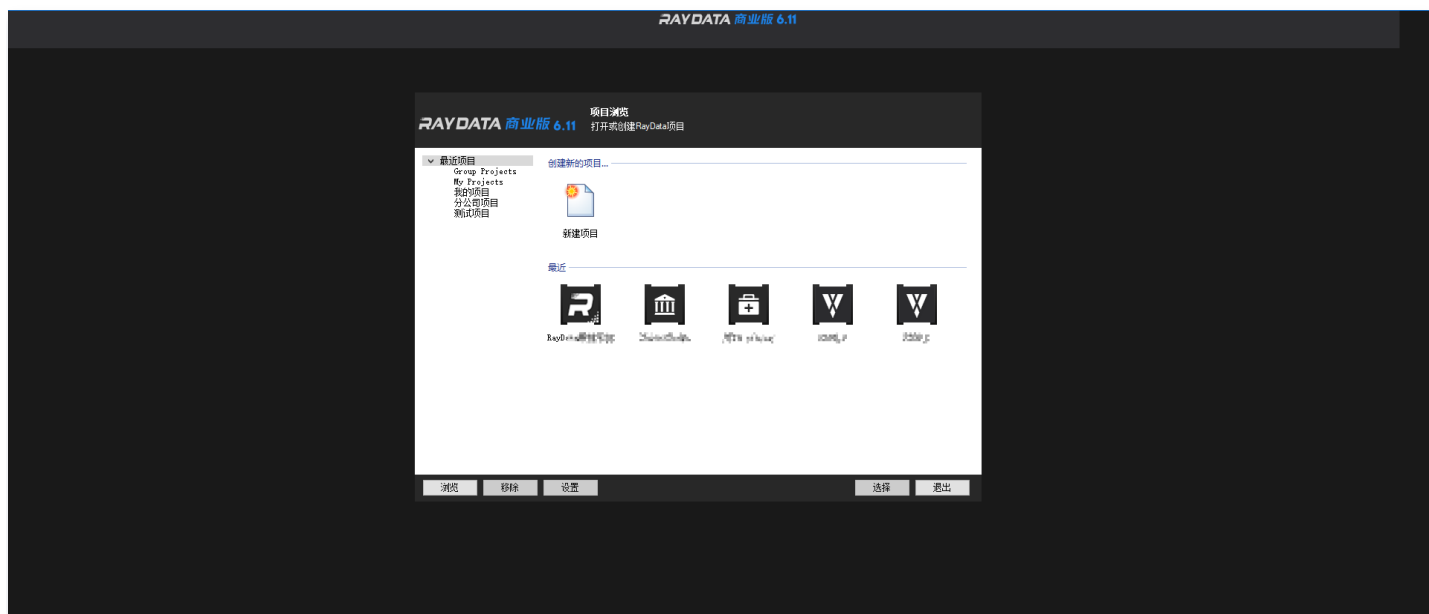 RAYDATA 商业版 6.11
RAYDATA 商业版 6.11
项目浏览
打开或创建RayData项目
最近项目
Group Projects
My Projects
我的项目
分公司项目
测试项目
创建新的项目...
新建项目
最近
浏览 移除 设置 选择 退出